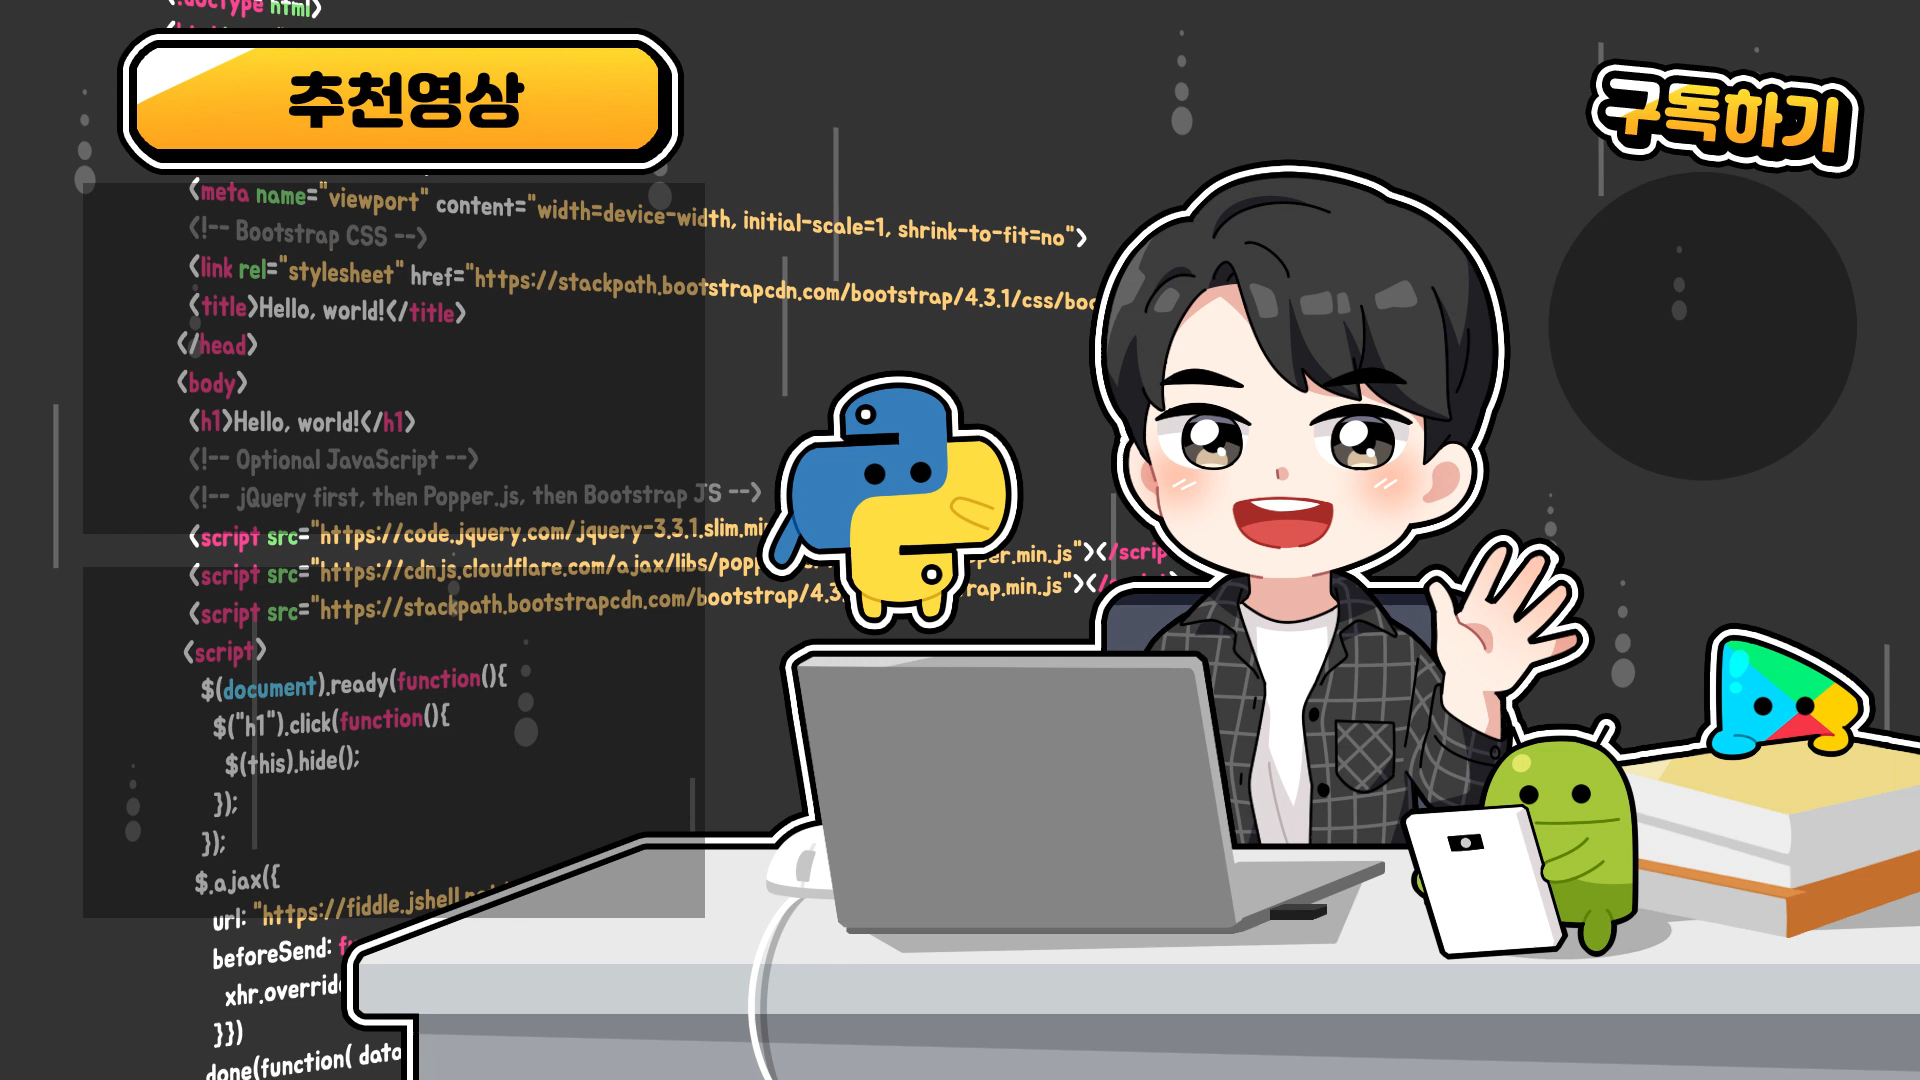 <!doctype html>
추천영상
구독하기
<meta name="viewport" content="width=device-width, initial-scale=1, shrink-to-fit=no">
<!-- Bootstrap CSS -->
<link rel="stylesheet" href="https://stackpath.bootstrapcdn.com/bootstrap/4.3.1/css/boo
<title>Hello, world!</title>
</head>
<body>
<h1>Hello, world!</h1>
<!-- Optional JavaScript -->
<!-- jQuery first, then Popper.js, then Bootstrap JS -->
<script src="https://code.jquery.com/jquery-3.3.1.slim.mi
<script src="https://cdnjs.cloudflare.com/ajax/libs/pop per.min.js"></scrip
<script src="https://stackpath.bootstrapcdn.com/bootstrap/4.3. rap.min.js"></
<script>
$(document).ready(function(){
$("h1").click(function(){
$(this).hide();
});
});
$.ajax({
url: "https://fiddle.jshell.ne
beforeSend: f
xhr.overrid
}})
done(function( data